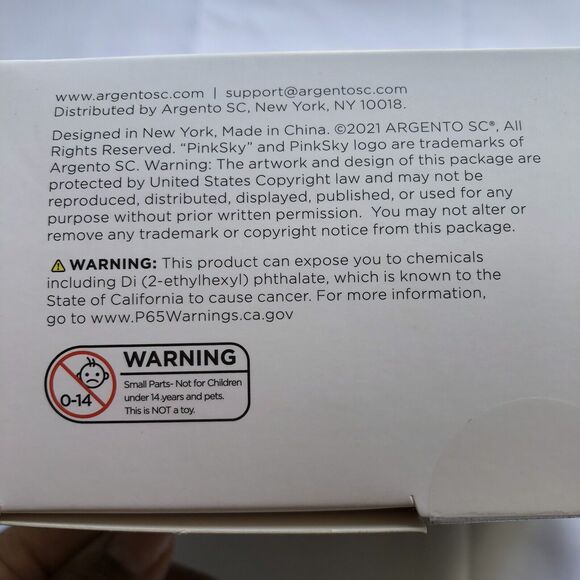 www.argentosc.com | support@argentosc.com
Distributed by Argento SC, New York, NY 10018.
Designed in New York, Made in China. ©2021 ARGENTO SC®, All
Rights Reserved. “PinkSky” and PinkSky logo are trademarks of
Argento SC. Warning: The artwork and design of this package are
protected by United States Copyright law and may not be
reproduced, distributed, displayed, published, or used for any
purpose without prior written permission. You may not alter or
remove any trademark or copyright notice from this package.
WARNING: This product can expose you to chemicals
including Di (2-ethylhexyl) phthalate, which is known to the
State of California to cause cancer. For more information,
go to www.P65Warnings.ca.gov
WARNING
0-14
Small Parts- Not for Children
under 14 years and pets.
This is NOT a toy.